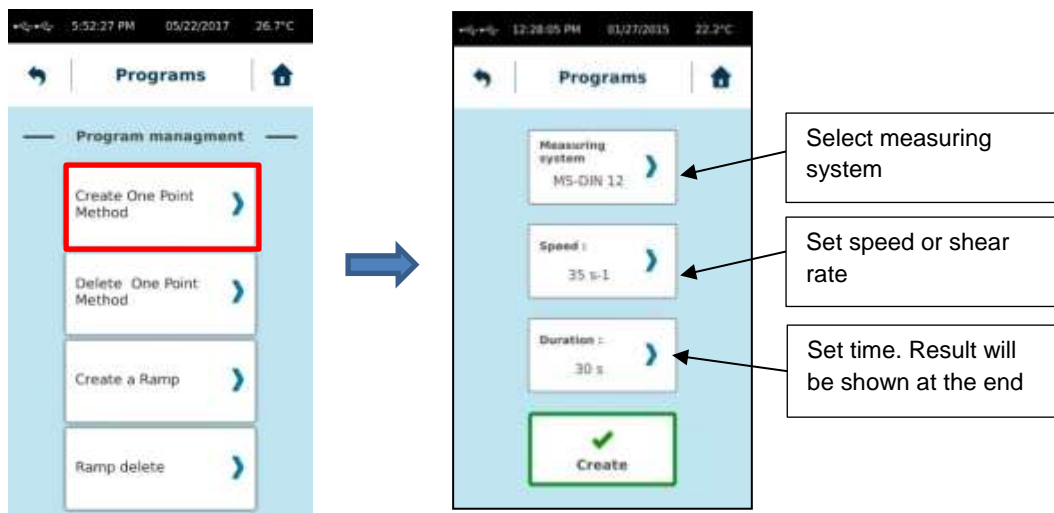 5:52:27 PM 05/22/2017 26.7°C
Programs
Program managment
Create One Point
Method
Delete One Point
Method
Create a Ramp
Ramp delete
12:28:05 PM 01/27/2015 22.2°C
Programs
Measuring
system
MS-DIN 12
Speed :
35 s-1
Duration :
30 s
Create
Select measuring
system
Set speed or shear
rate
Set time. Result will
be shown at the end